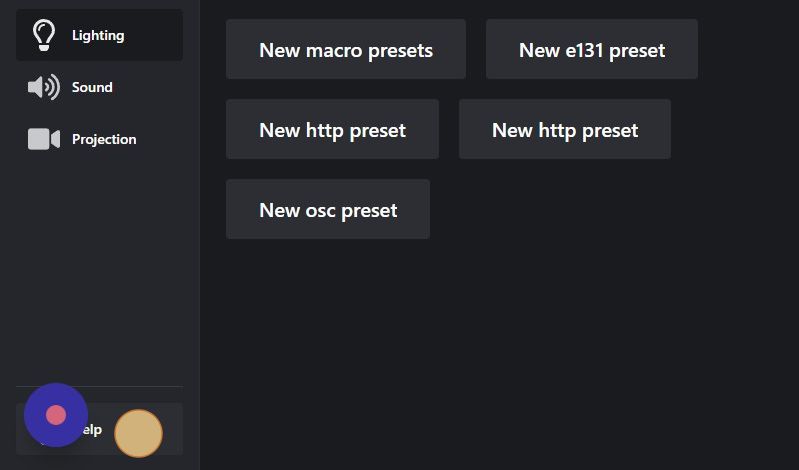 Lighting
Sound
Projection
New macro presets
New e131 preset
New http preset
New http preset
New osc preset
elp